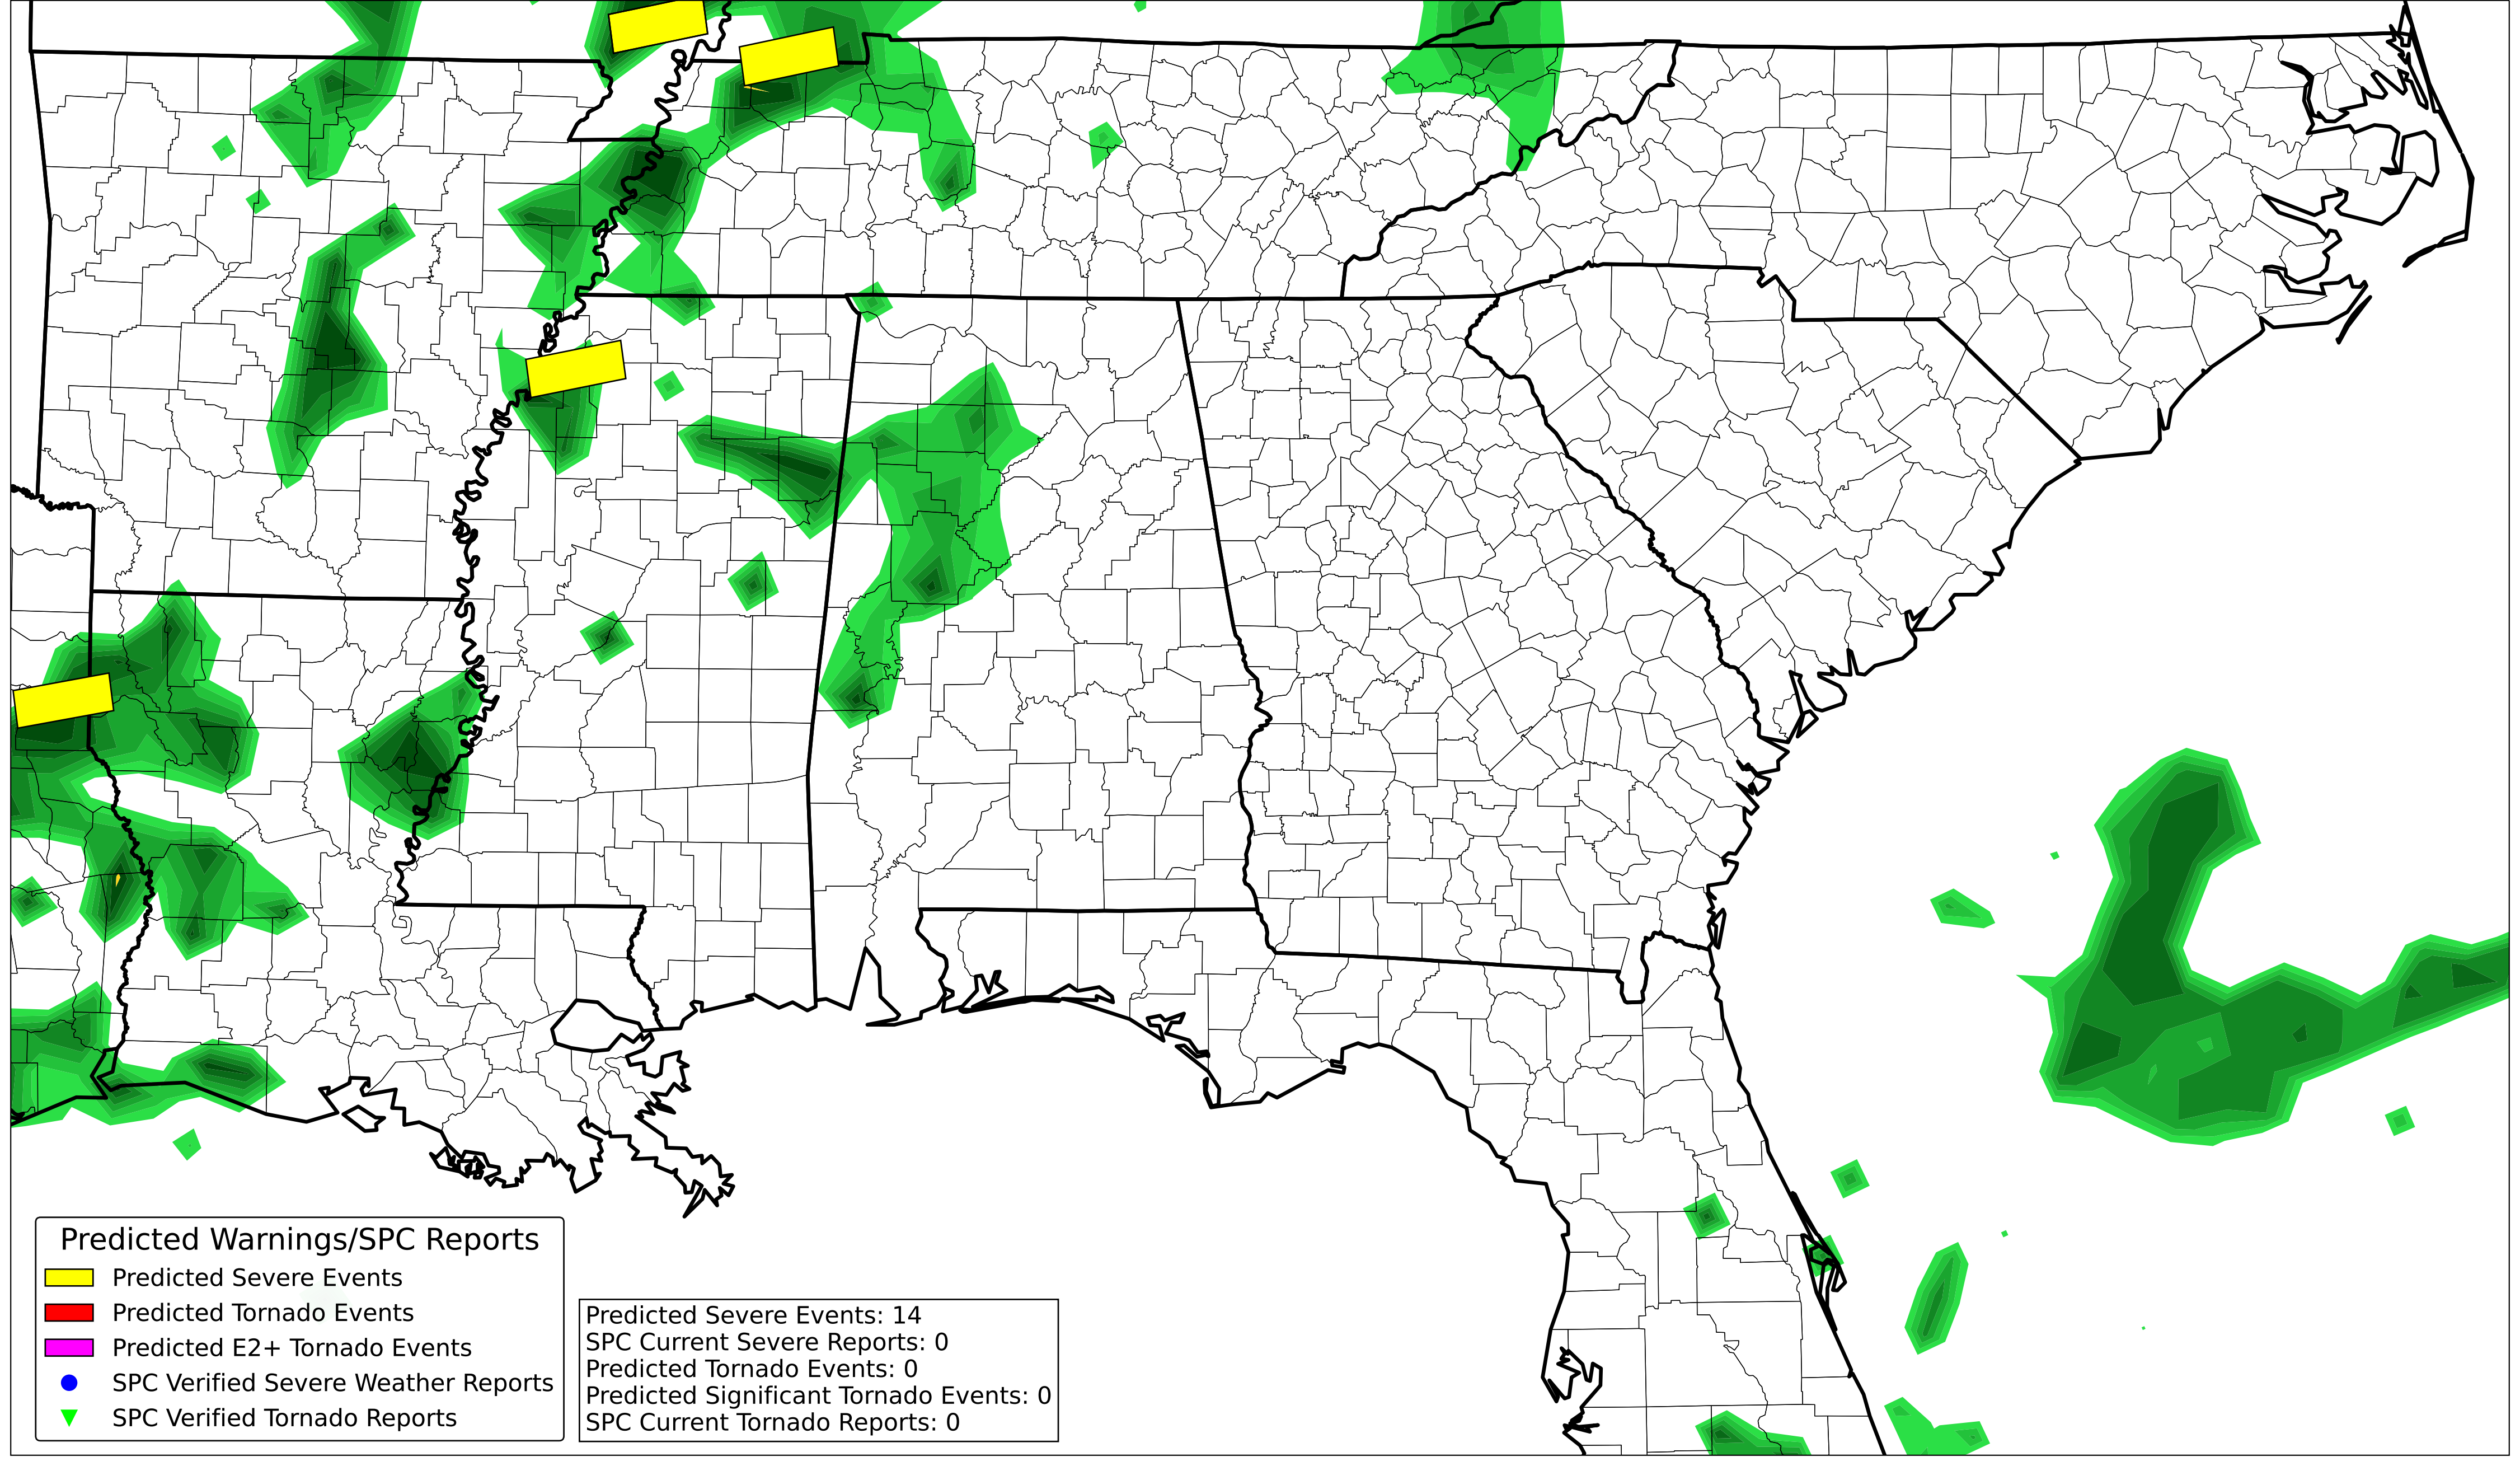 Predicted Warnings/SPC Reports
Predicted Severe Events
Predicted Tornado Events
Predicted E2+ Tornado Events
SPC Verified Severe Weather Reports
SPC Verified Tornado Reports
Predicted Severe Events: 14
SPC Current Severe Reports: 0
Predicted Tornado Events: 0
Predicted Significant Tornado Events: 0
SPC Current Tornado Reports: 0